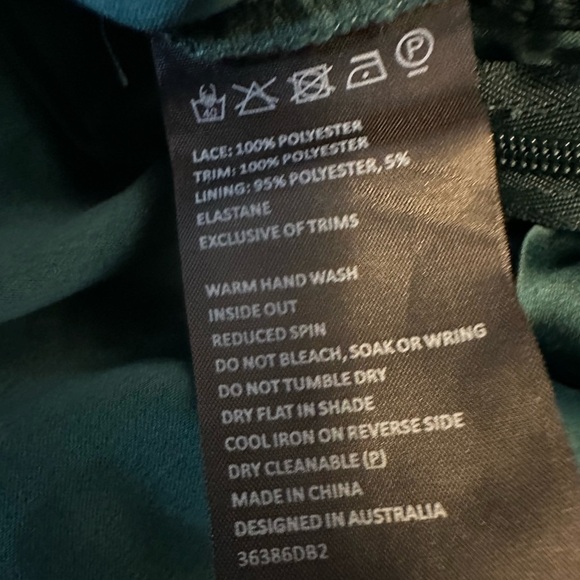 40
P
LACE: 100% POLYESTER
TRIM: 100% POLYESTER
LINING: 95% POLYESTER, 5%
ELASTANE
EXCLUSIVE OF TRIMS
WARM HAND WASH
INSIDE OUT
REDUCED SPIN
DO NOT BLEACH, SOAK OR WRING
DO NOT TUMBLE DRY
DRY FLAT IN SHADE
COOL IRON ON REVERSE SIDE
DRY CLEANABLE (P)
MADE IN CHINA
DESIGNED IN AUSTRALIA
36386DB2